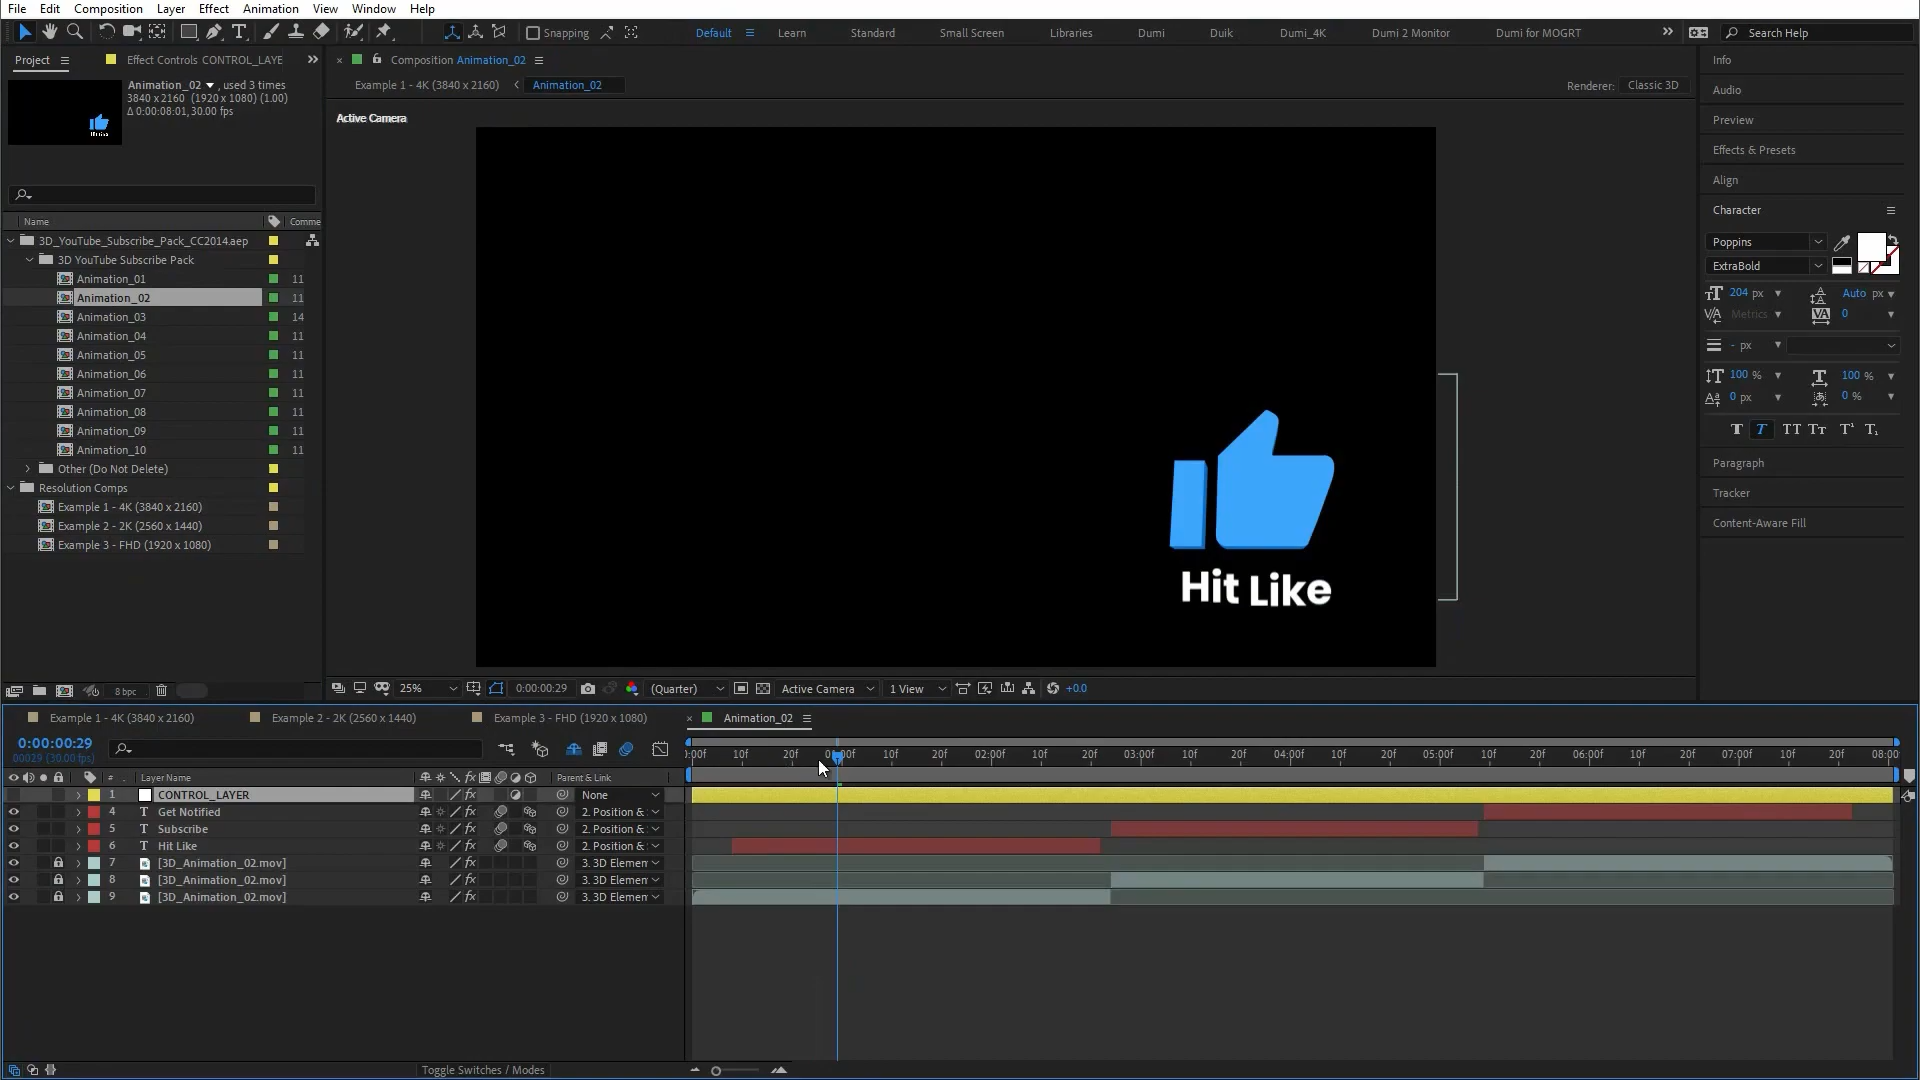 File Edit Composition Layer Effect Animation View Window Help
Snapping
Default Learn Standard Small Screen Libraries Dumi Duik Dumi_4K Dumi 2 Monitor Dumi for MOGRT Search Help
Project Effect Controls CONTROL_LAYE
Animation_02 , used 3 times
3840 x 2160 (1920 x 1080) (1.00)
Δ 0:00:08:01, 30.00 fps
Name Comme
3D_YouTube_Subscribe_Pack_CC2014.aep
3D YouTube Subscribe Pack
Animation_01 11
Animation_02 11
Animation_03 14
Animation_04 11
Animation_05 11
Animation_06 11
Animation_07 11
Animation_08 11
Animation_09 11
Animation_10 11
Other (Do Not Delete)
Resolution Comps
Example 1 - 4K (3840 x 2160)
Example 2 - 2K (2560 x 1440)
Example 3 - FHD (1920 x 1080)
8 bpc
Composition Animation_02
Example 1 - 4K (3840 x 2160) Animation_02 Renderer: Classic 3D
Active Camera
Hit Like
25% 0:00:00:29 (Quarter) Active Camera 1 View +0.0
Info
Audio
Preview
Effects & Presets
Align
Character
Poppins
ExtraBold
204 px Auto px
Metrics 0
- px
100 % 100 %
0 px 0 %
Paragraph
Tracker
Content-Aware Fill
Example 1 - 4K (3840 x 2160) Example 2 - 2K (2560 x 1440) Example 3 - FHD (1920 x 1080) Animation_02
0:00:00:29
00029 (30.00 fps)
:00f 10f 20f 01:00f 10f 20f 02:00f 10f 20f 03:00f 10f 20f 04:00f 10f 20f 05:00f 10f 20f 06:00f 10f 20f 07:00f 10f 20f 08:00
# Layer Name Parent & Link
1 CONTROL_LAYER None
4 T Get Notified 2. Position &
5 T Subscribe 2. Position &
6 T Hit Like 2. Position &
7 [3D_Animation_02.mov] 3. 3D Elemen
8 [3D_Animation_02.mov] 3. 3D Elemen
9 [3D_Animation_02.mov] 3. 3D Elemen
Toggle Switches / Modes